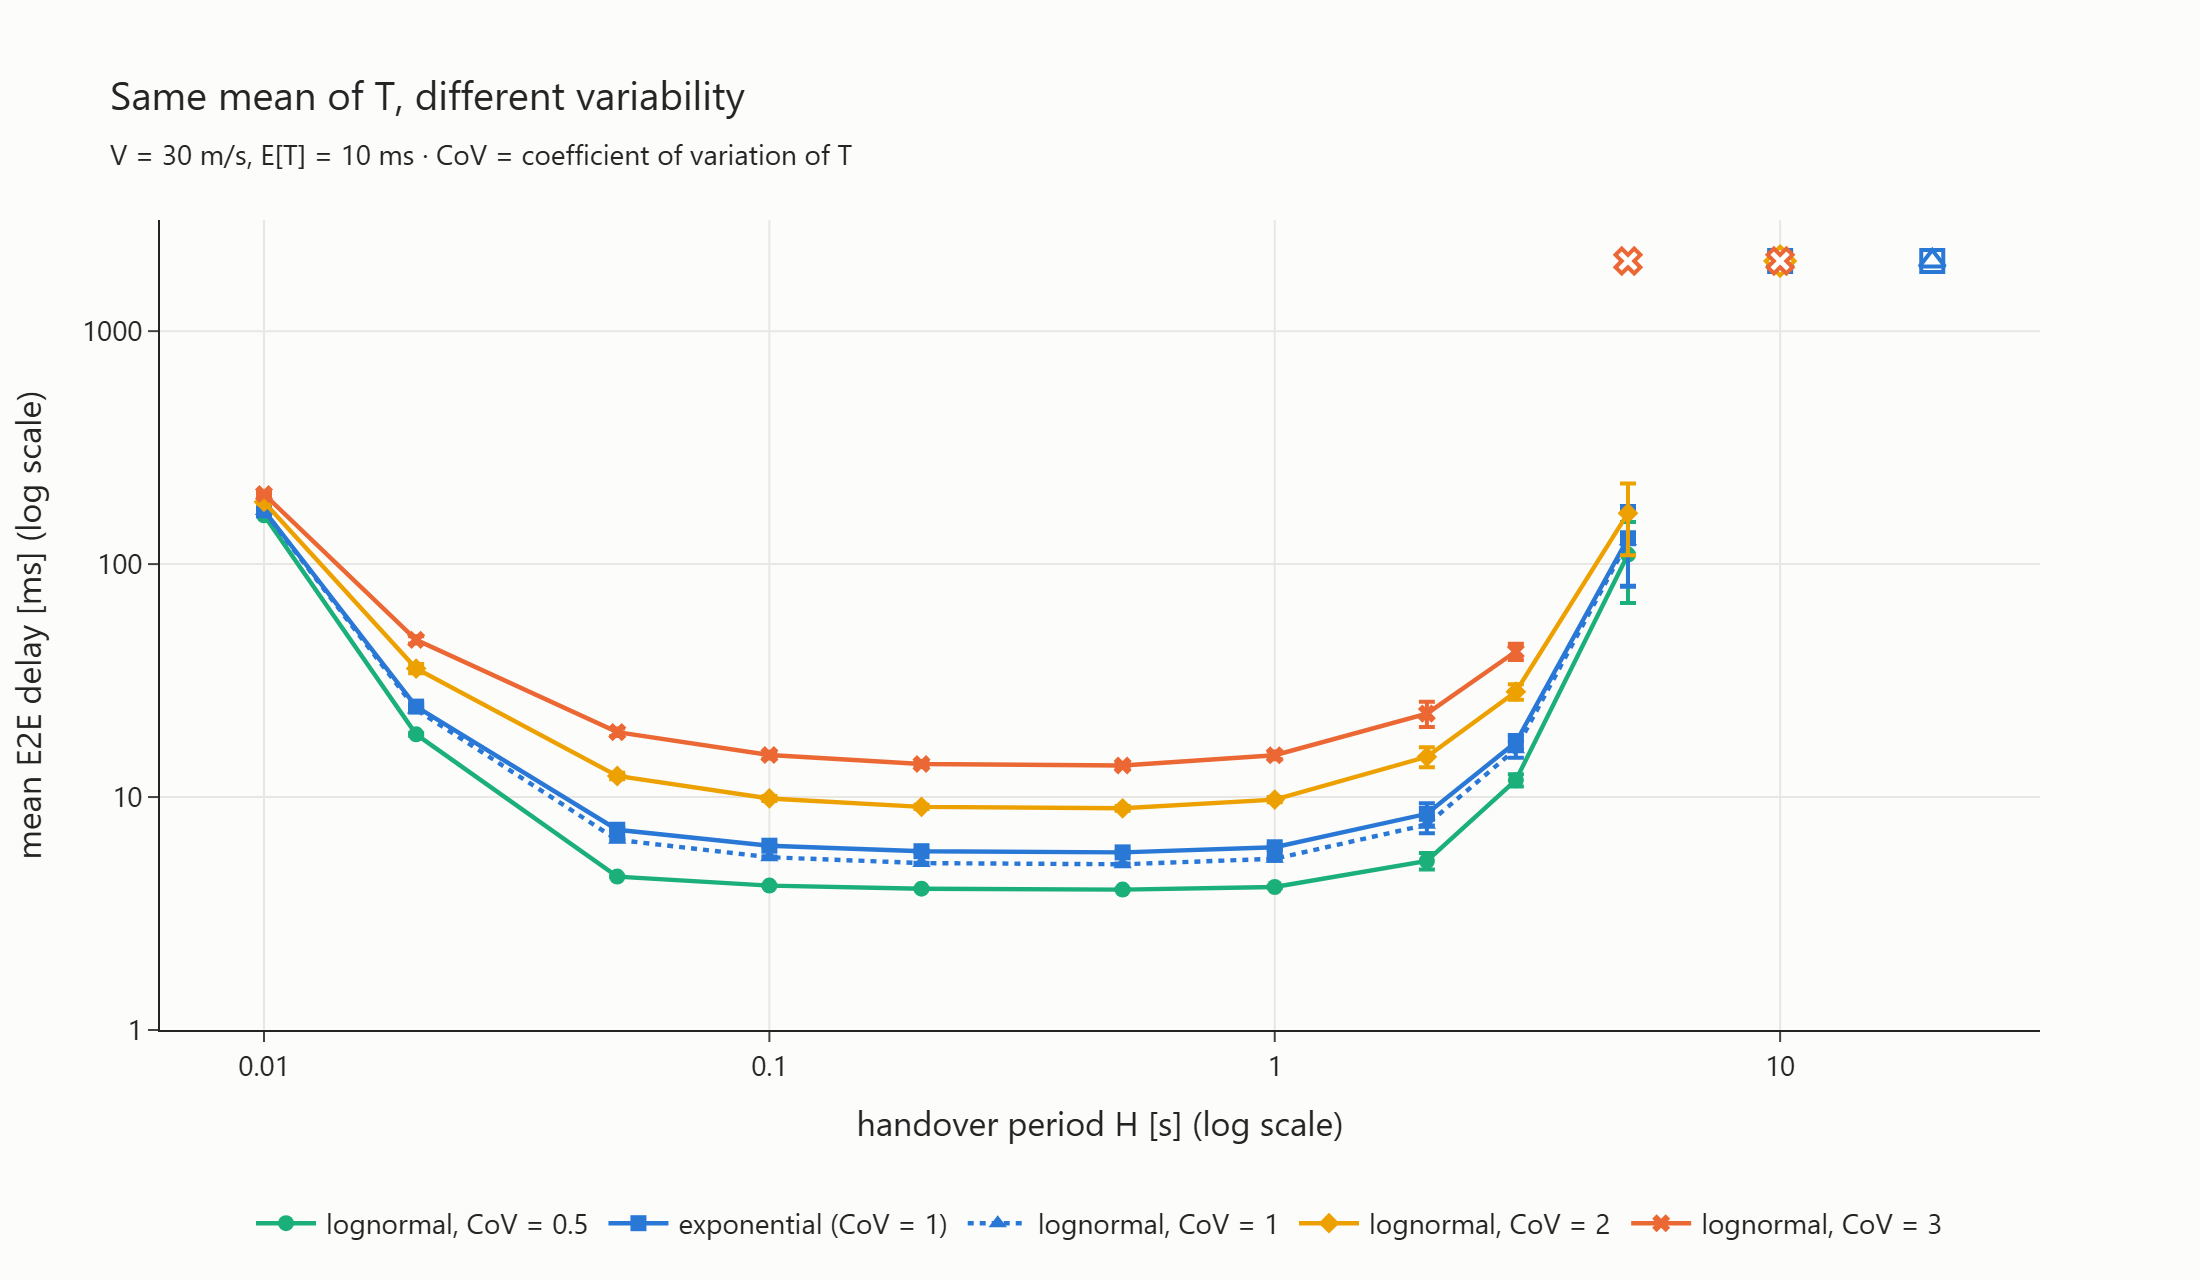 Same mean of T, different variability
V = 30 m/s, E[T] = 10 ms · CoV = coefficient of variation of T
mean E2E delay [ms] (log scale)
1000
100
10
1
0.01
0.1
1
10
handover period H [s] (log scale)
lognormal, CoV = 0.5
exponential (CoV = 1)
lognormal, CoV = 1
lognormal, CoV = 2
lognormal, CoV = 3